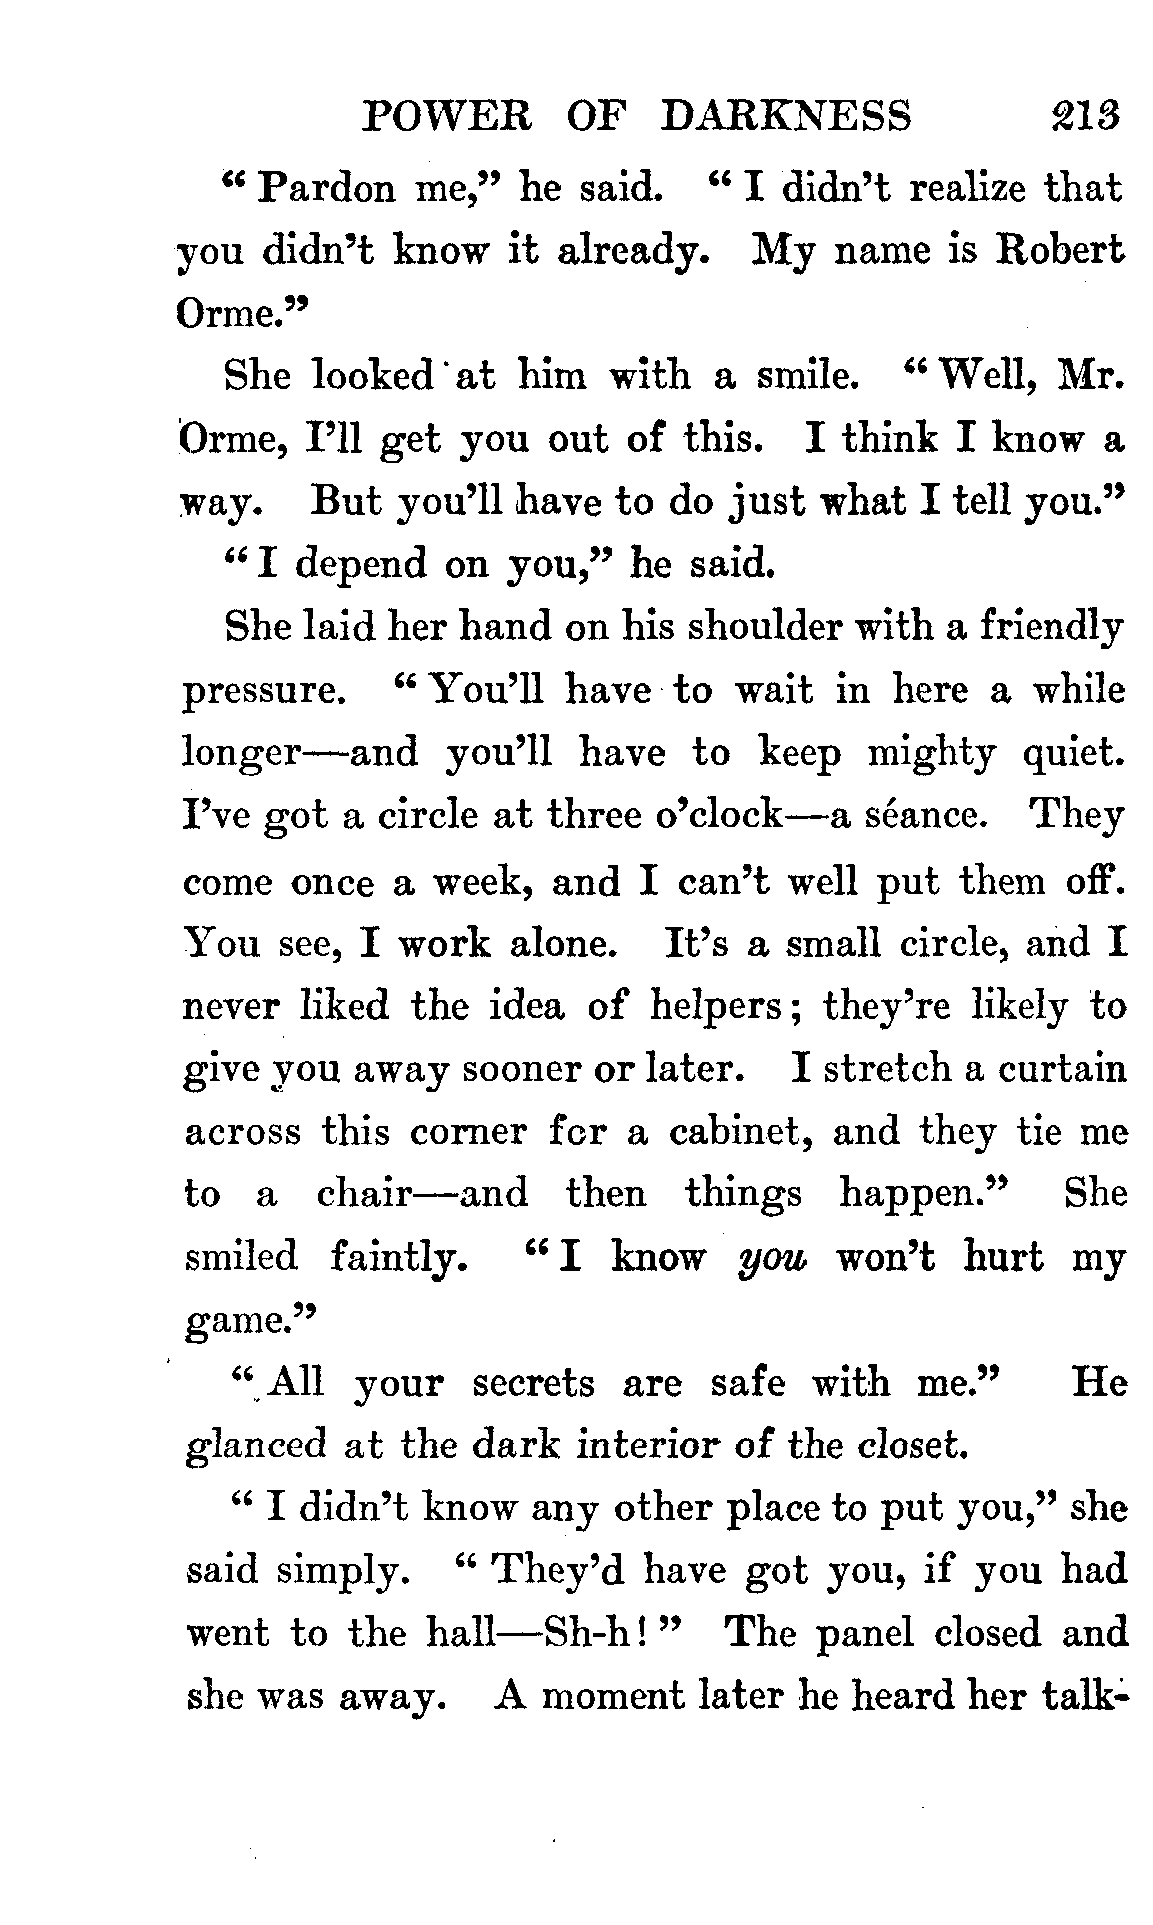 POWER OF DARKNESS 213
“Pardon me,” he said. “I didn’t realize that
you didn’t know it already. My name is Robert
Orme.”
She looked at him with a smile. “Well, Mr.
Orme, I’ll get you out of this. I think I know a
way. But you’ll have to do just what I tell you.”
“I depend on you,” he said.
She laid her hand on his shoulder with a friendly
pressure. “You’ll have to wait in here a while
longer—and you’ll have to keep mighty quiet.
I’ve got a circle at three o’clock—a séance. They
come once a week, and I can’t well put them off.
You see, I work alone. It’s a small circle, and I
never liked the idea of helpers; they’re likely to
give you away sooner or later. I stretch a curtain
across this corner for a cabinet, and they tie me
to a chair—and then things happen.” She
smiled faintly. “I know you won’t hurt my
game.”
“All your secrets are safe with me.” He
glanced at the dark interior of the closet.
“I didn’t know any other place to put you,” she
said simply. “They’d have got you, if you had
went to the hall—Sh-h!” The panel closed and
she was away. A moment later he heard her talk-